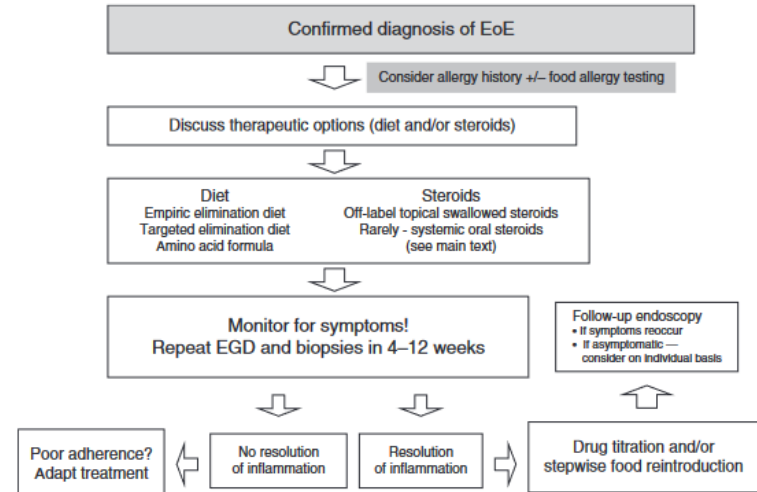 Confirmed diagnosis of EoE
Consider allergy history +/– food allergy testing
Discuss therapeutic options (diet and/or steroids)
Diet
Empiric elimination diet
Targeted elimination diet
Amino acid formula
Steroids
Off-label topical swallowed steroids
Rarely - systemic oral steroids
(see main text)
Monitor for symptoms!
Repeat EGD and biopsies in 4–12 weeks
Follow-up endoscopy
• If symptoms reoccur
• If asymptomatic —
consider on individual basis
Poor adherence?
Adapt treatment
No resolution
of inflammation
Resolution
of inflammation
Drug titration and/or
stepwise food reintroduction